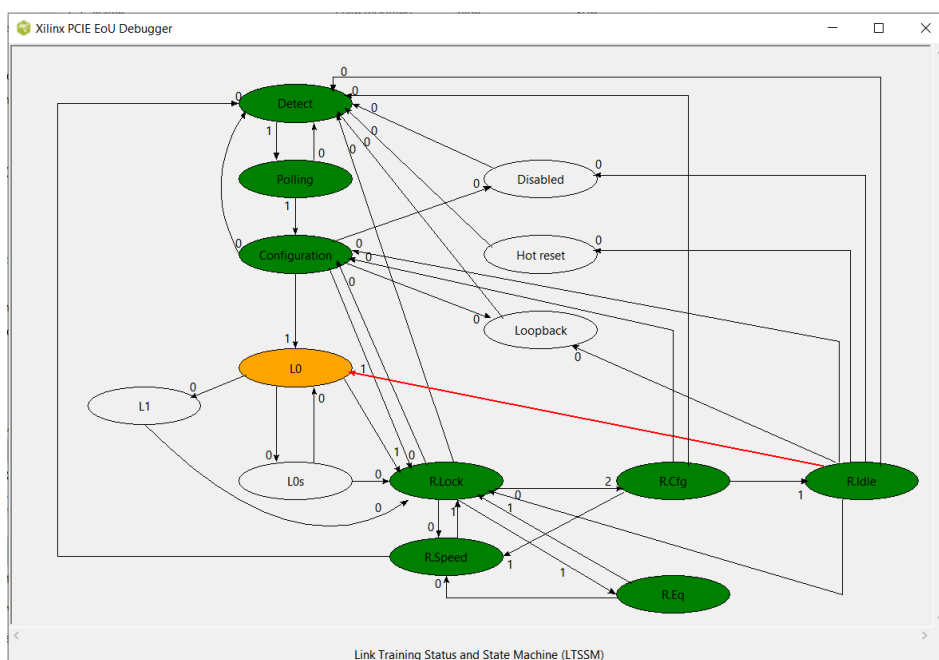 Xilinx PCIE EoU Debugger
0
0 Detect 0
0
1 0 0 0
Polling
0 Disabled 0
1 0
0 Configuration 0 0
Hot reset 0
0
0 Loopback
0
1
L0 1
0 L1
0
0 L0s 0
1 0
R.Lock 0 2 R.Cfg 1 R.Idle
0
0 1 1
R.Speed 1
1
0 R.Eq
Link Training Status and State Machine (LTSSM)